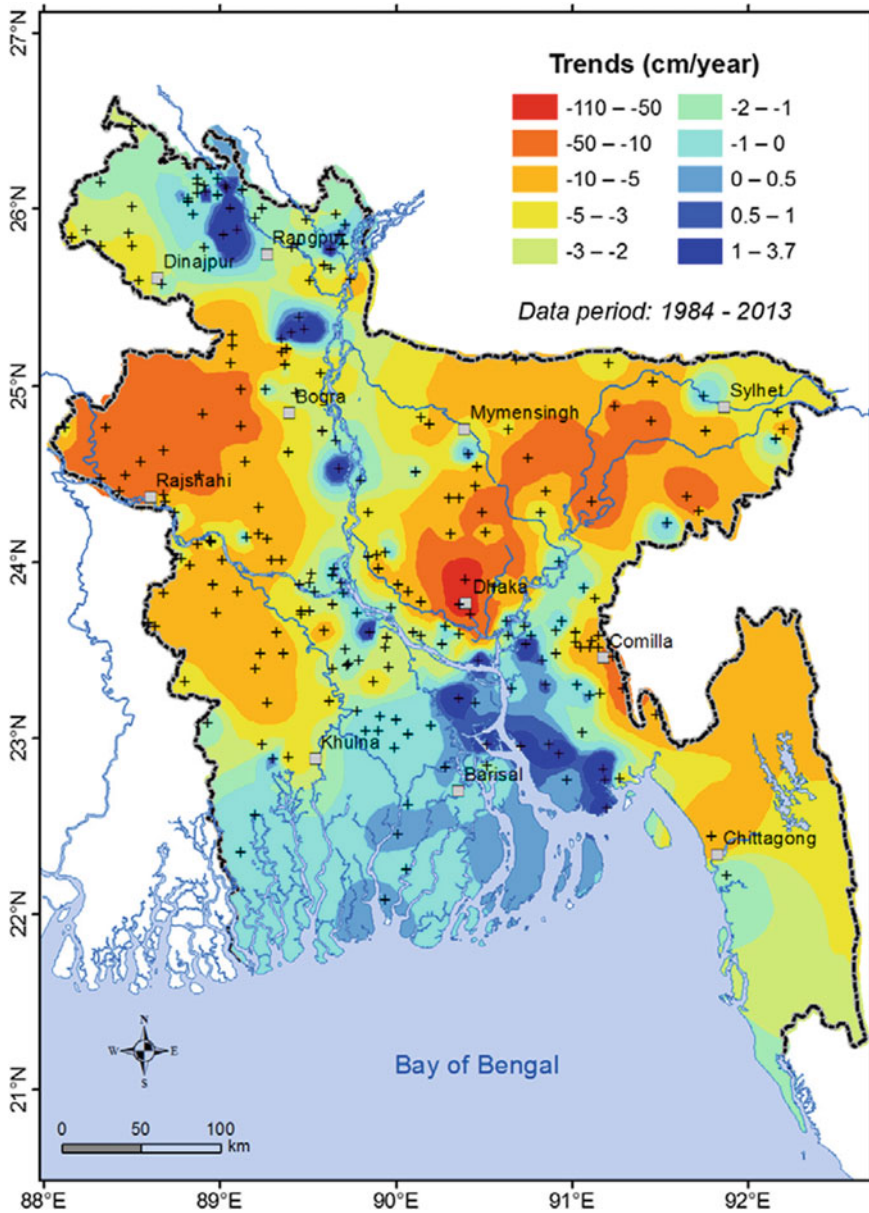 Trends (cm/year)
-110 – -50
-50 – -10
-10 – -5
-5 – -3
-3 – -2
-2 – -1
-1 – 0
0 – 0.5
0.5 – 1
1 – 3.7
Data period: 1984 - 2013
27°N
26°N
25°N
24°N
23°N
22°N
21°N
Rangpur
Dinajpur
Bogra
Mymensingh
Sylhet
Rajshahi
Dhaka
Comilla
Khulna
Barisal
Chittagong
Bay of Bengal
N
W
E
S
0 50 100
km
88°E 89°E 90°E 91°E 92°E